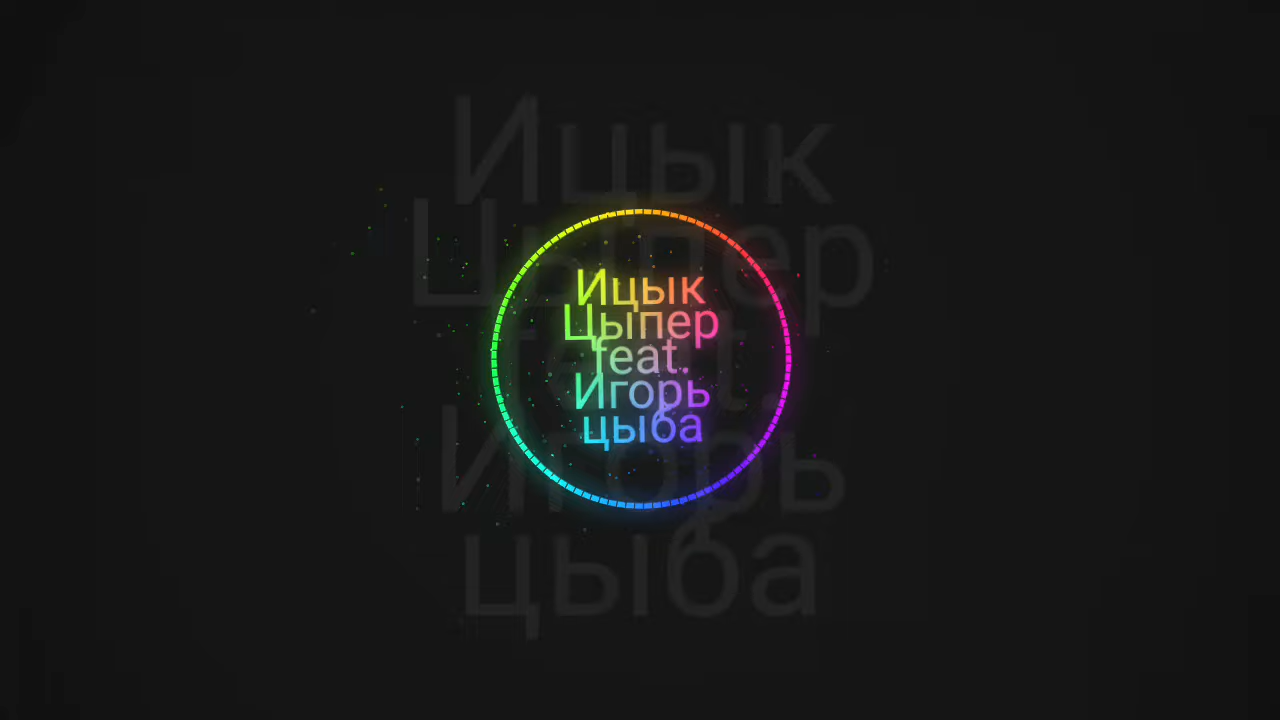 Ицык
Цыпер
feat.
Игорь
цыба